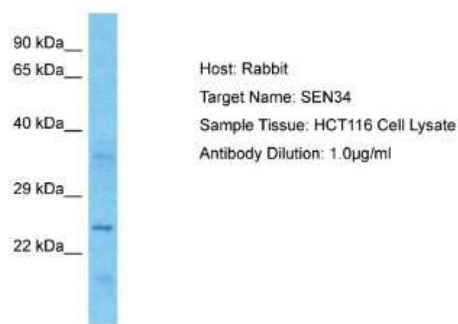 90 kDa
65 kDa
40 kDa
29 kDa
22 kDa
Host: Rabbit
Target Name: SEN34
Sample Tissue: HCT116 Cell Lysate
Antibody Dilution: 1.0µg/ml